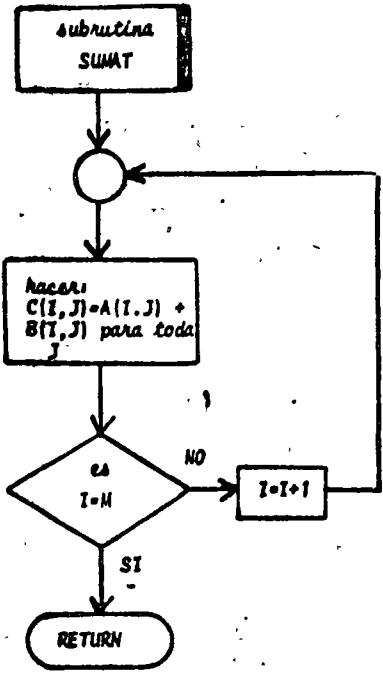 subrutina
SUMAT
hacer:
C(I,J)=A(I.J) +
B(I,J) para toda
J
es
I=M
NO
I=I+1
SI
RETURN